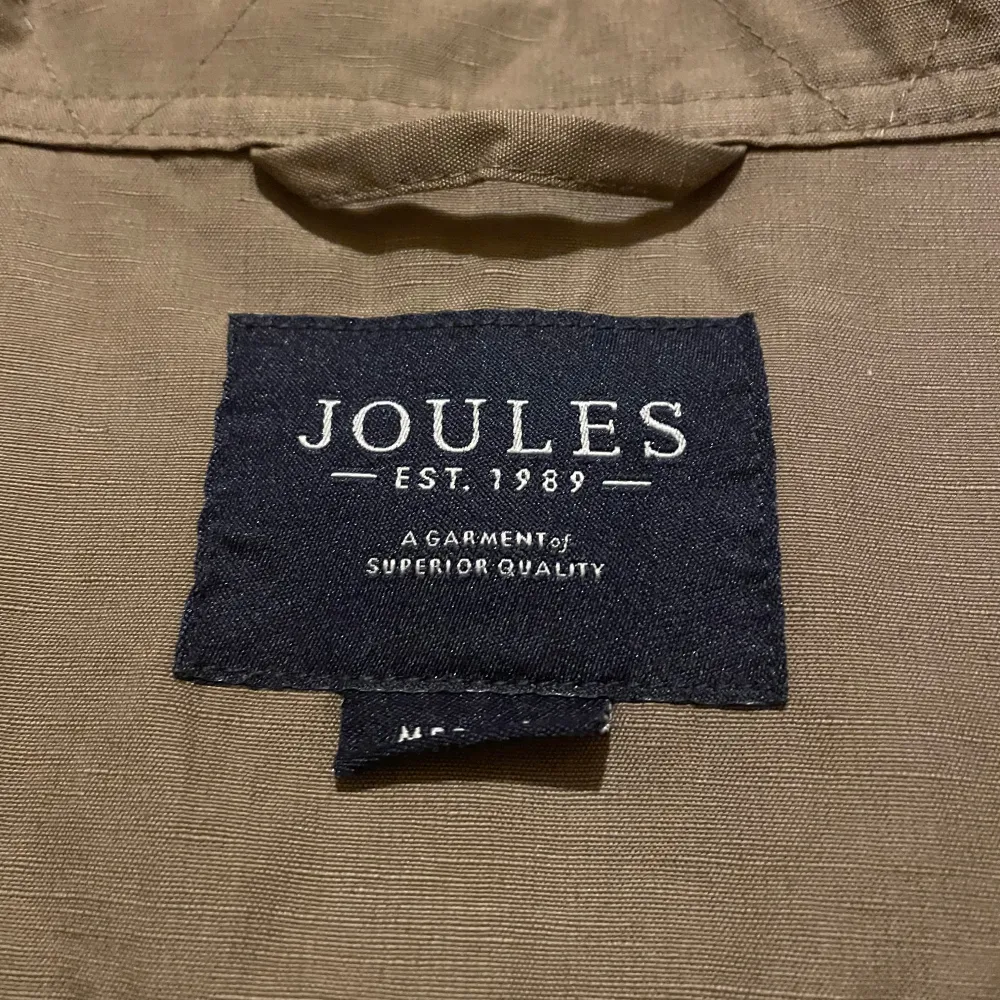 JOULES
EST. 1989
A GARMENT of
SUPERIOR QUALITY